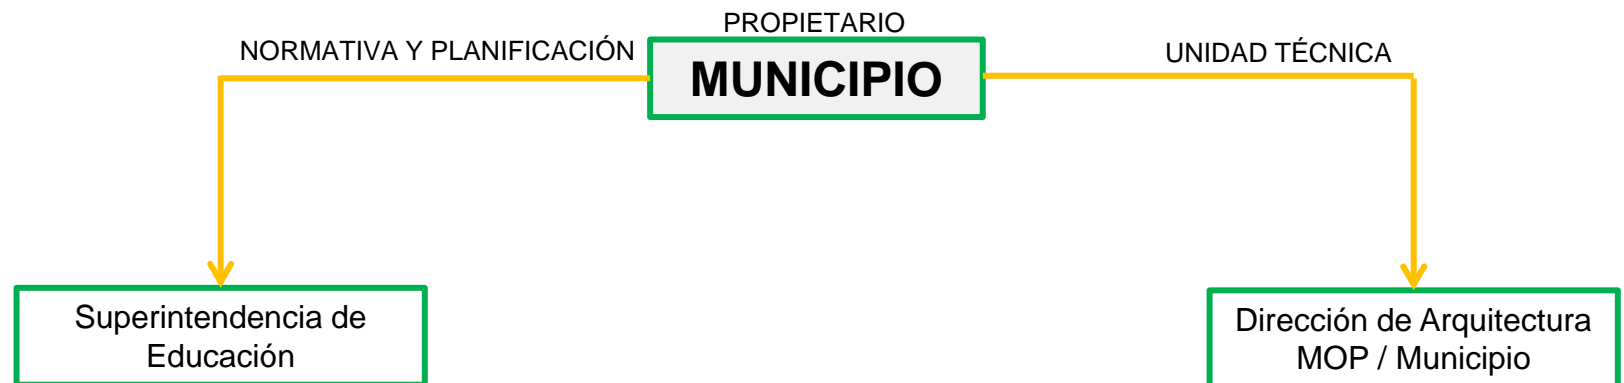 PROPIETARIO
NORMATIVA Y PLANIFICACIÓN
MUNICIPIO
UNIDAD TÉCNICA
Superintendencia de
Educación
Dirección de Arquitectura
MOP / Municipio